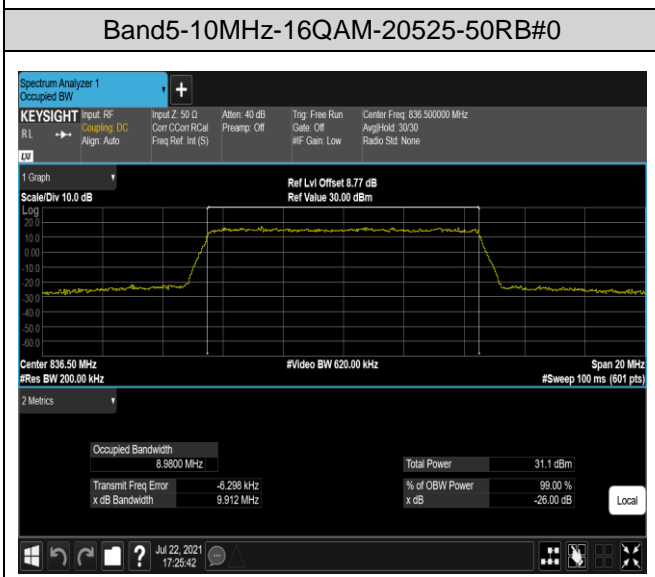 Band5-10MHz-16QAM-20525-50RB#0
Spectrum Analyzer 1
Occupied BW
KEYSIGHT
RL
LXI
Input: RF
Coupling: DC
Align: Auto
Input Z: 50 Ω
Corr CCorr RCal
Freq Ref: Int (S)
Atten: 40 dB
Preamp: Off
Trig: Free Run
Gate: Off
#IF Gain: Low
Center Freq: 836.500000 MHz
Avg|Hold: 30/30
Radio Std: None
1 Graph
Scale/Div 10.0 dB
Ref Lvl Offset 8.77 dB
Ref Value 30.00 dBm
Log
20.0
10.0
0.00
-10.0
-20.0
-30.0
-40.0
-50.0
-60.0
Center 836.50 MHz
#Video BW 620.00 kHz
Span 20 MHz
#Res BW 200.00 kHz
#Sweep 100 ms (601 pts)
2 Metrics
Occupied Bandwidth
8.9800 MHz
Total Power 31.1 dBm
Transmit Freq Error -6.298 kHz
% of OBW Power 99.00 %
x dB Bandwidth 9.912 MHz
x dB -26.00 dB
Local
?
Jul 22, 2021
17:25:42